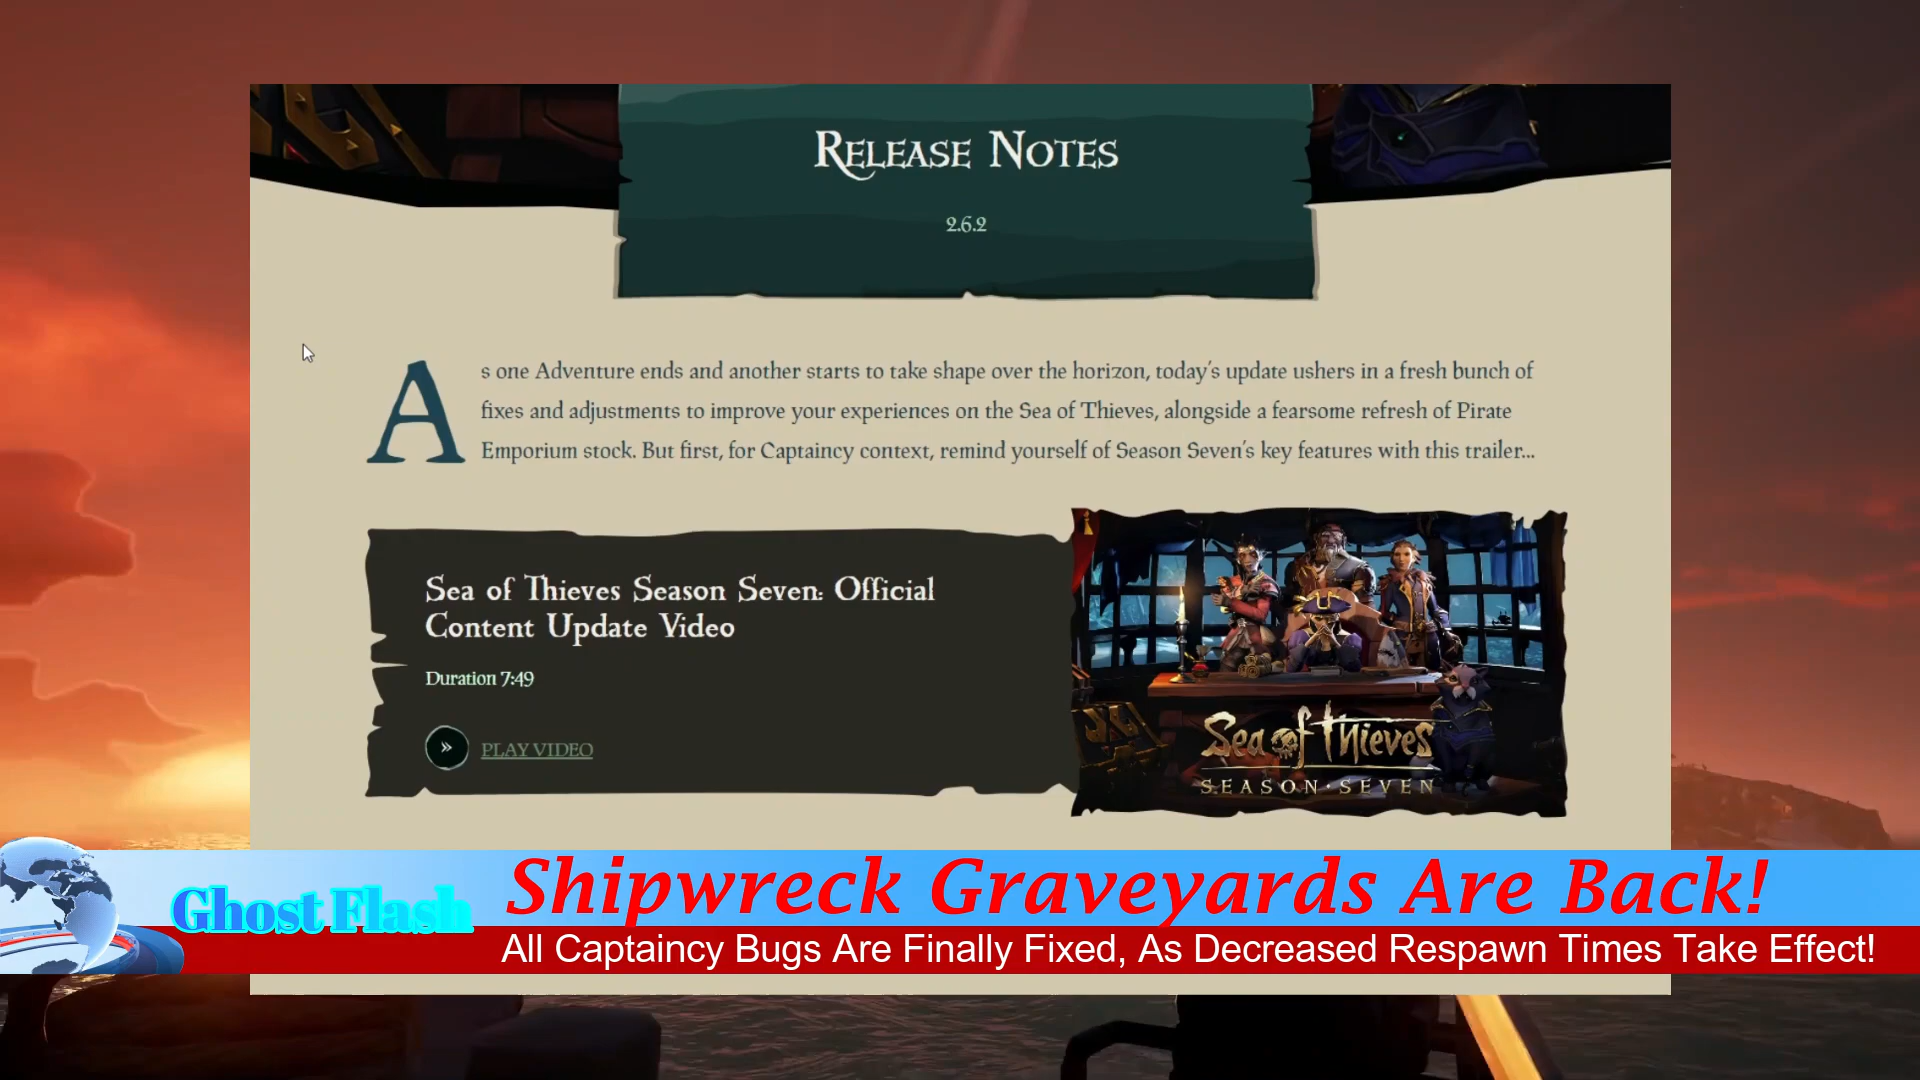 Release Notes
2.6.2
As one Adventure ends and another starts to take shape over the horizon, today's update ushers in a fresh bunch of
fixes and adjustments to improve your experiences on the Sea of Thieves, alongside a fearsome refresh of Pirate
Emporium stock. But first, for Captaincy context, remind yourself of Season Seven's key features with this trailer...
Sea of Thieves Season Seven: Official
Content Update Video
Duration 7:49
» PLAY VIDEO
Sea of Thieves
SEASON · SEVEN
Ghost Flash
Shipwreck Graveyards Are Back!
All Captaincy Bugs Are Finally Fixed, As Decreased Respawn Times Take Effect!